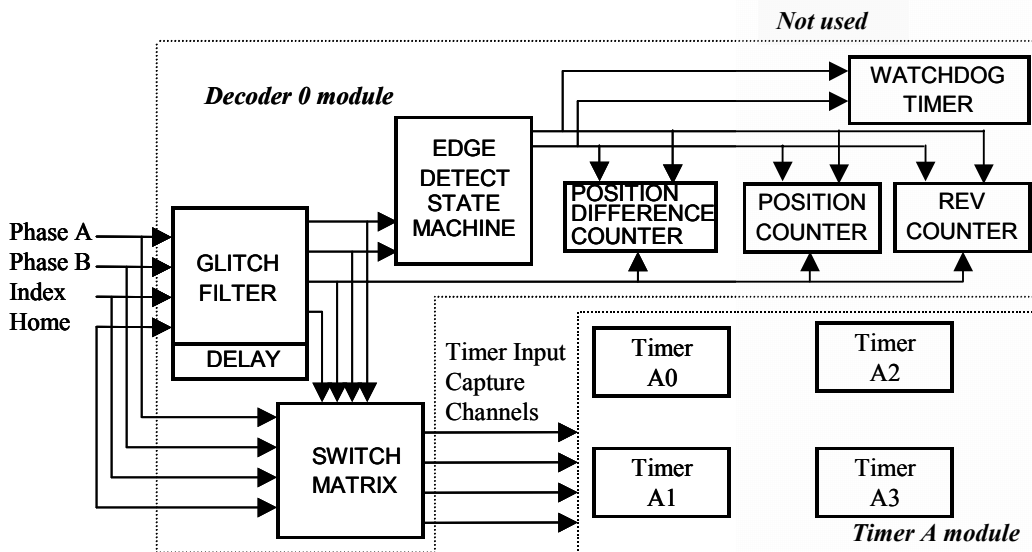 Not used
Decoder 0 module
WATCHDOG
TIMER
EDGE
DETECT
STATE
MACHINE
POSITION
DIFFERENCE
COUNTER
POSITION
COUNTER
REV
COUNTER
Phase A
Phase B
Index
Home
GLITCH
FILTER
DELAY
Timer Input
Capture
Channels
Timer
A0
Timer
A2
SWITCH
MATRIX
Timer
A1
Timer
A3
Timer A module